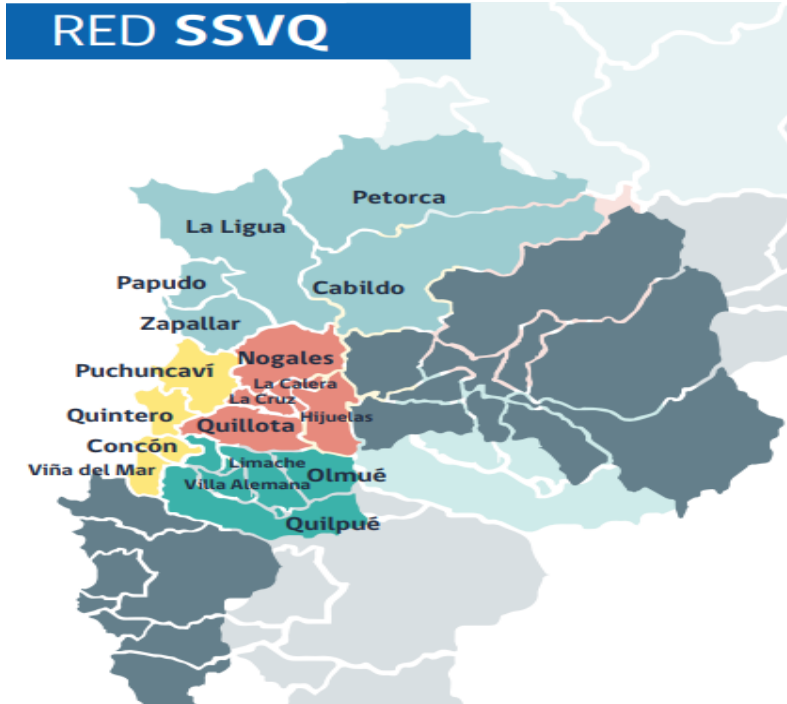 RED SSVQ
Petorca
La Ligua
Papudo
Cabildo
Zapallar
Nogales
Puchuncaví
La Calera
La Cruz
Quintero
Hijuelas
Quillota
Concón
Limache
Viña del Mar
Olmué
Villa Alemana
Quilpué